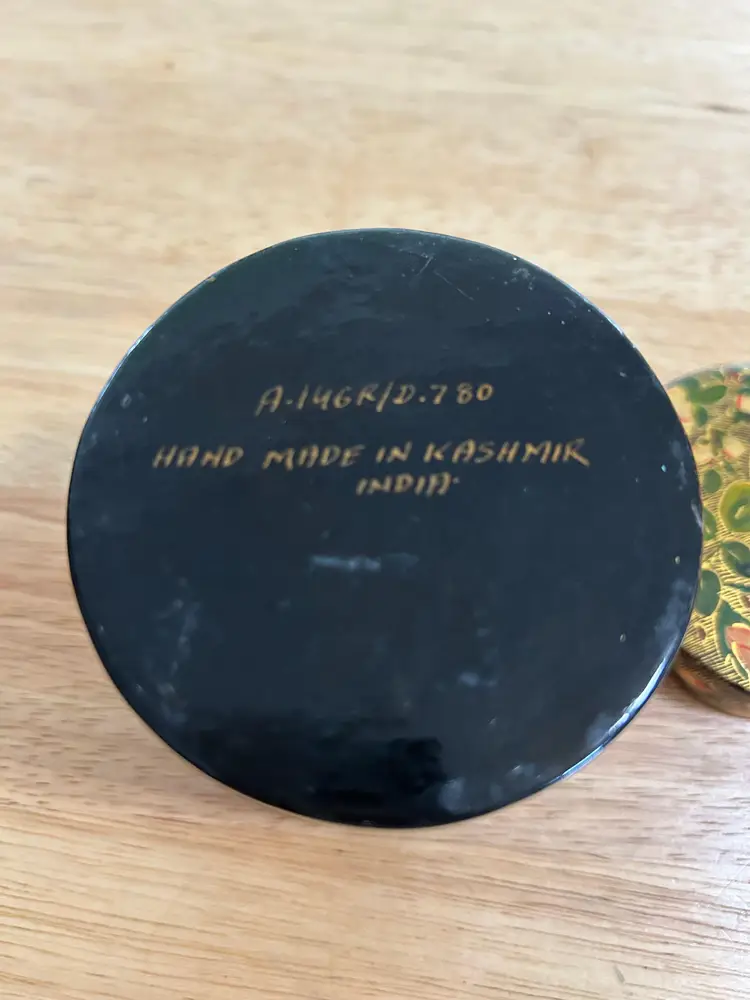 A.146R/D.780
HAND MADE IN KASHMIR
INDIA.